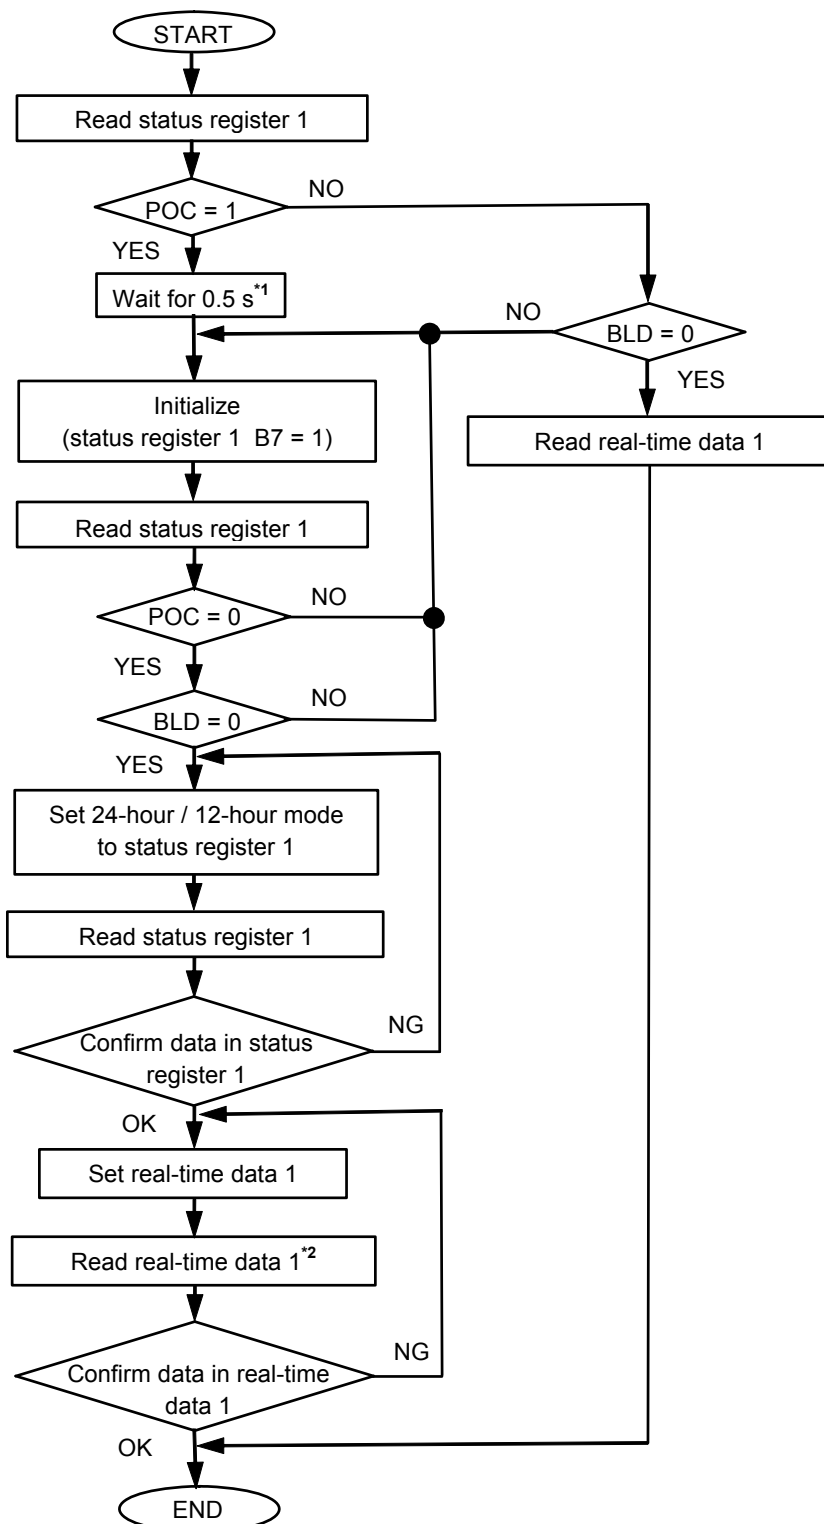 START
Read status register 1
NO
POC = 1
YES
Wait for 0.5 s*1
NO
BLD = 0
YES
Initialize
(status register 1 B7 = 1)
Read real-time data 1
Read status register 1
NO
POC = 0
YES
NO
BLD = 0
YES
Set 24-hour / 12-hour mode
to status register 1
Read status register 1
NG
Confirm data in status
register 1
OK
Set real-time data 1
Read real-time data 1*2
NG
Confirm data in real-time
data 1
OK
END